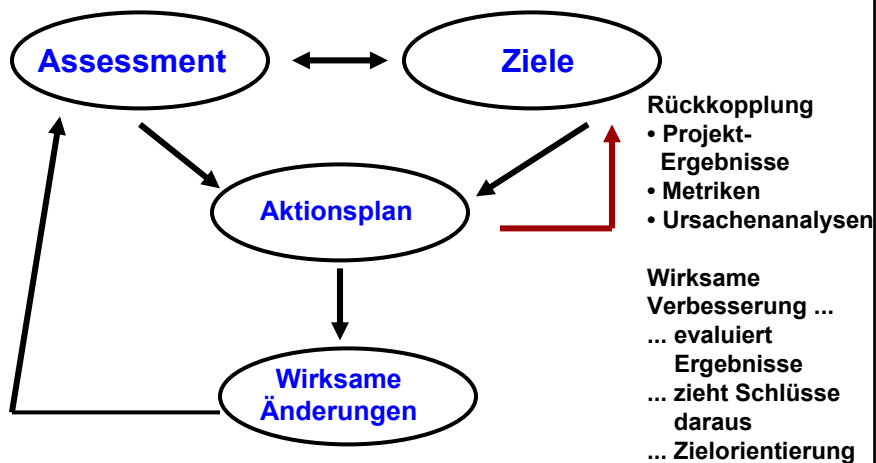 Assessment
Ziele
Aktionsplan
Wirksame
Änderungen
Rückkopplung
• Projekt-
Ergebnisse
• Metriken
• Ursachenanalysen
Wirksame
Verbesserung ...
... evaluiert
Ergebnisse
... zieht Schlüsse
daraus
... Zielorientierung